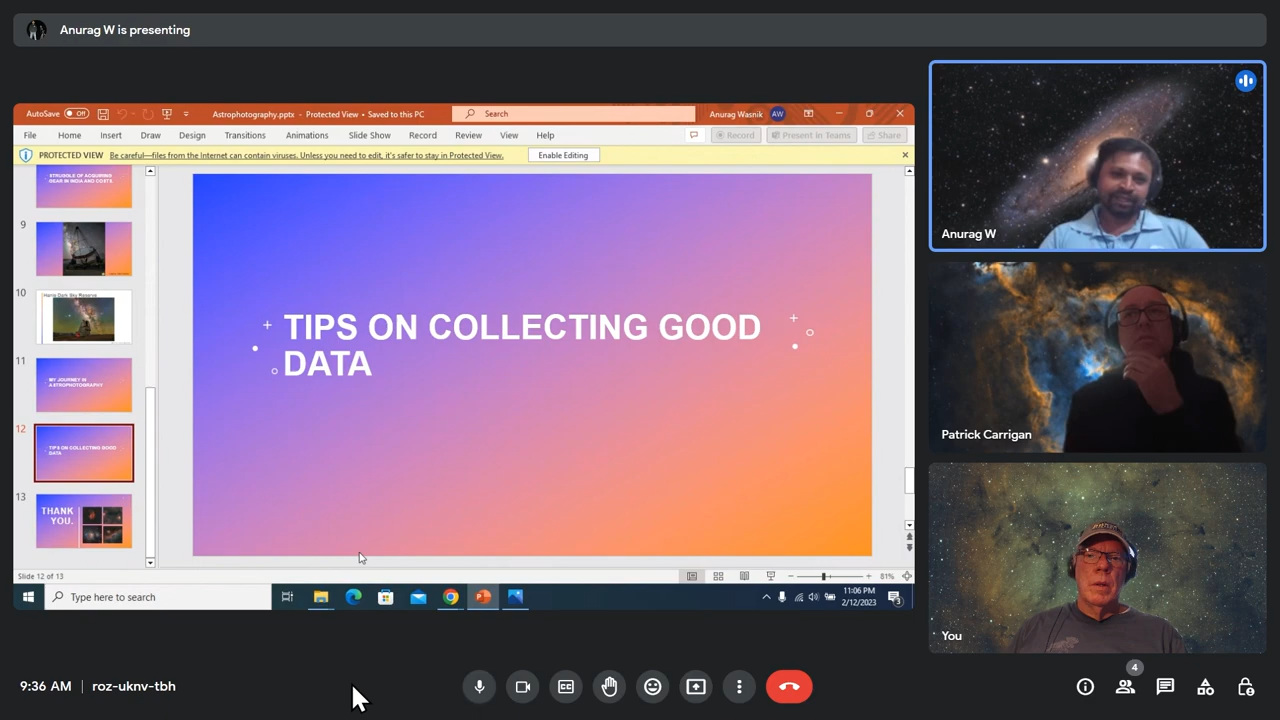 Anurag W is presenting
AutoSave Off
Astrophotography.pptx - Protected View • Saved to this PC
Search
Anurag Wasnik AW
File Home Insert Draw Design Transitions Animations Slide Show Record Review View Help
Record Present in Teams Share
PROTECTED VIEW Be careful—files from the Internet can contain viruses. Unless you need to edit, it's safer to stay in Protected View. Enable Editing
STRUGGLE OF ACQUIRING
GEAR IN INDIA AND COSTS
9
10
Hanle Dark Sky Reserve
11
MY JOURNEY IN
ASTROPHOTOGRAPHY
12
TIPS ON COLLECTING GOOD
DATA
13
THANK
YOU.
TIPS ON COLLECTING GOOD
DATA
Slide 12 of 13
81%
Type here to search
11:06 PM
2/12/2023
3
Anurag W
Patrick Carrigan
You
9:36 AM | roz-uknv-tbh
4